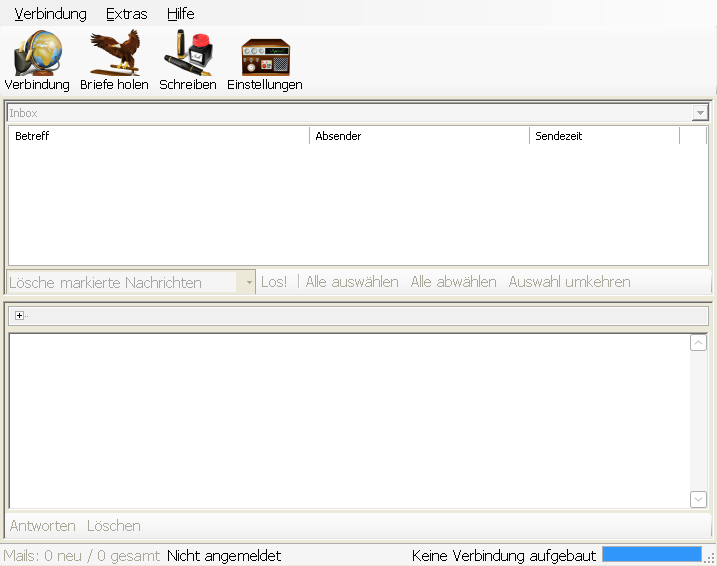 Verbindung Extras Hilfe
Verbindung Briefe holen Schreiben Einstellungen
Inbox
Betreff Absender Sendezeit
Lösche markierte Nachrichten Los! Alle auswählen Alle abwählen Auswahl umkehren
Antworten Löschen
Mails: 0 neu / 0 gesamt Nicht angemeldet Keine Verbindung aufgebaut